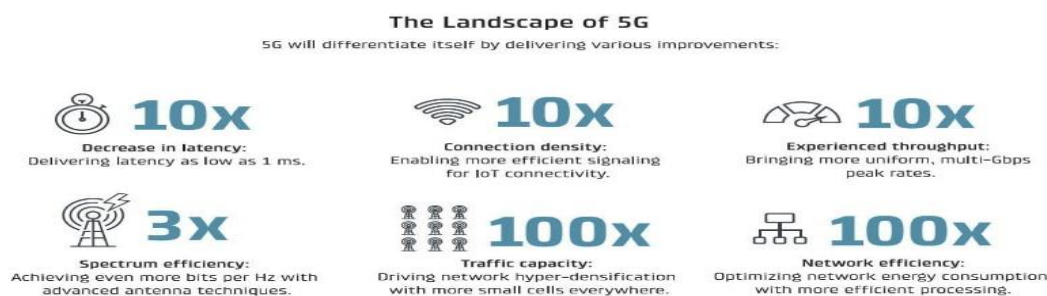 The Landscape of 5G
5G will differentiate itself by delivering various improvements:
10x
Decrease in latency:
Delivering latency as low as 1 ms.
10x
Connection density:
Enabling more efficient signaling
for IoT connectivity.
10x
Experienced throughput:
Bringing more uniform, multi-Gbps
peak rates.
3x
Spectrum efficiency:
Achieving even more bits per Hz with
advanced antenna techniques.
100x
Traffic capacity:
Driving network hyper-densification
with more small cells everywhere.
100x
Network efficiency:
Optimizing network energy consumption
with more efficient processing.